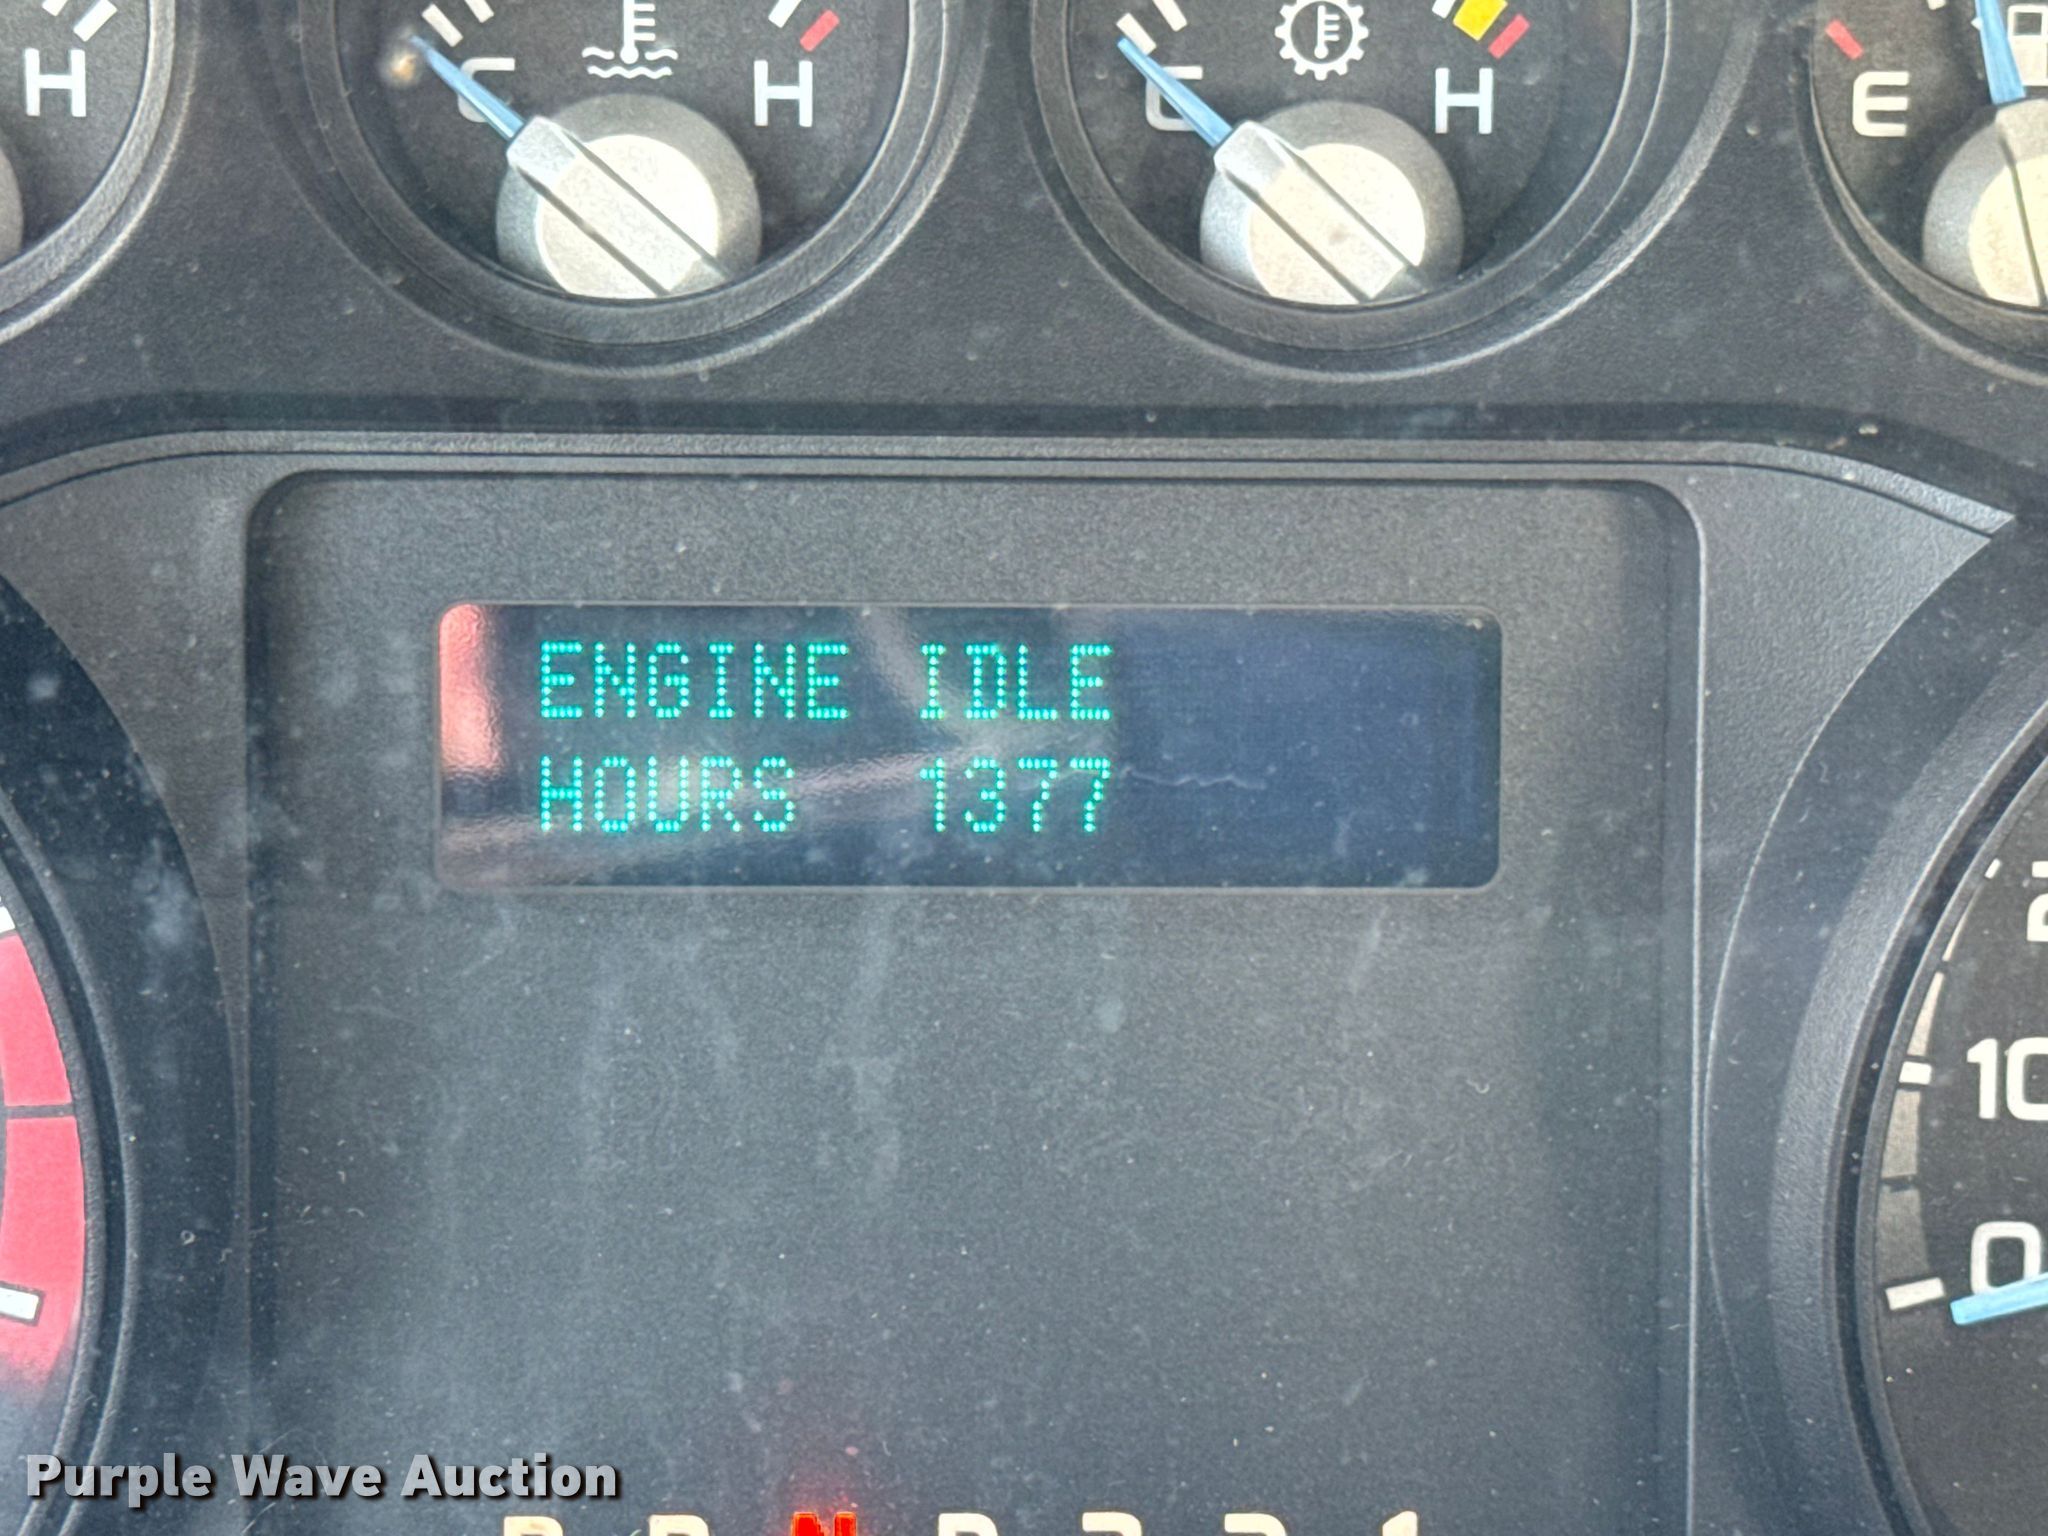 H C H C H E
ENGINE IDLE
HOURS 1377
10
0
Purple Wave Auction
N